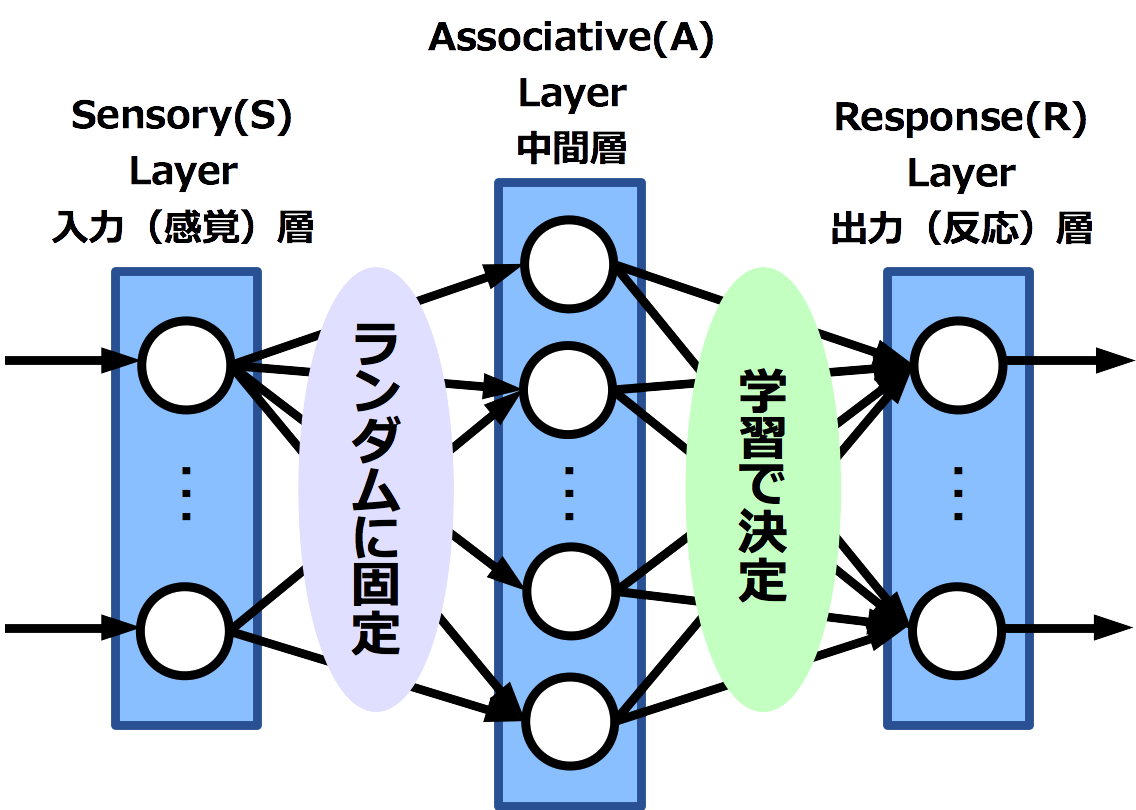 Sensory(S)
Layer
入力（感覚）層
Associative(A)
Layer
中間層
Response(R)
Layer
出力（反応）層
ランダムに固定
学習で決定